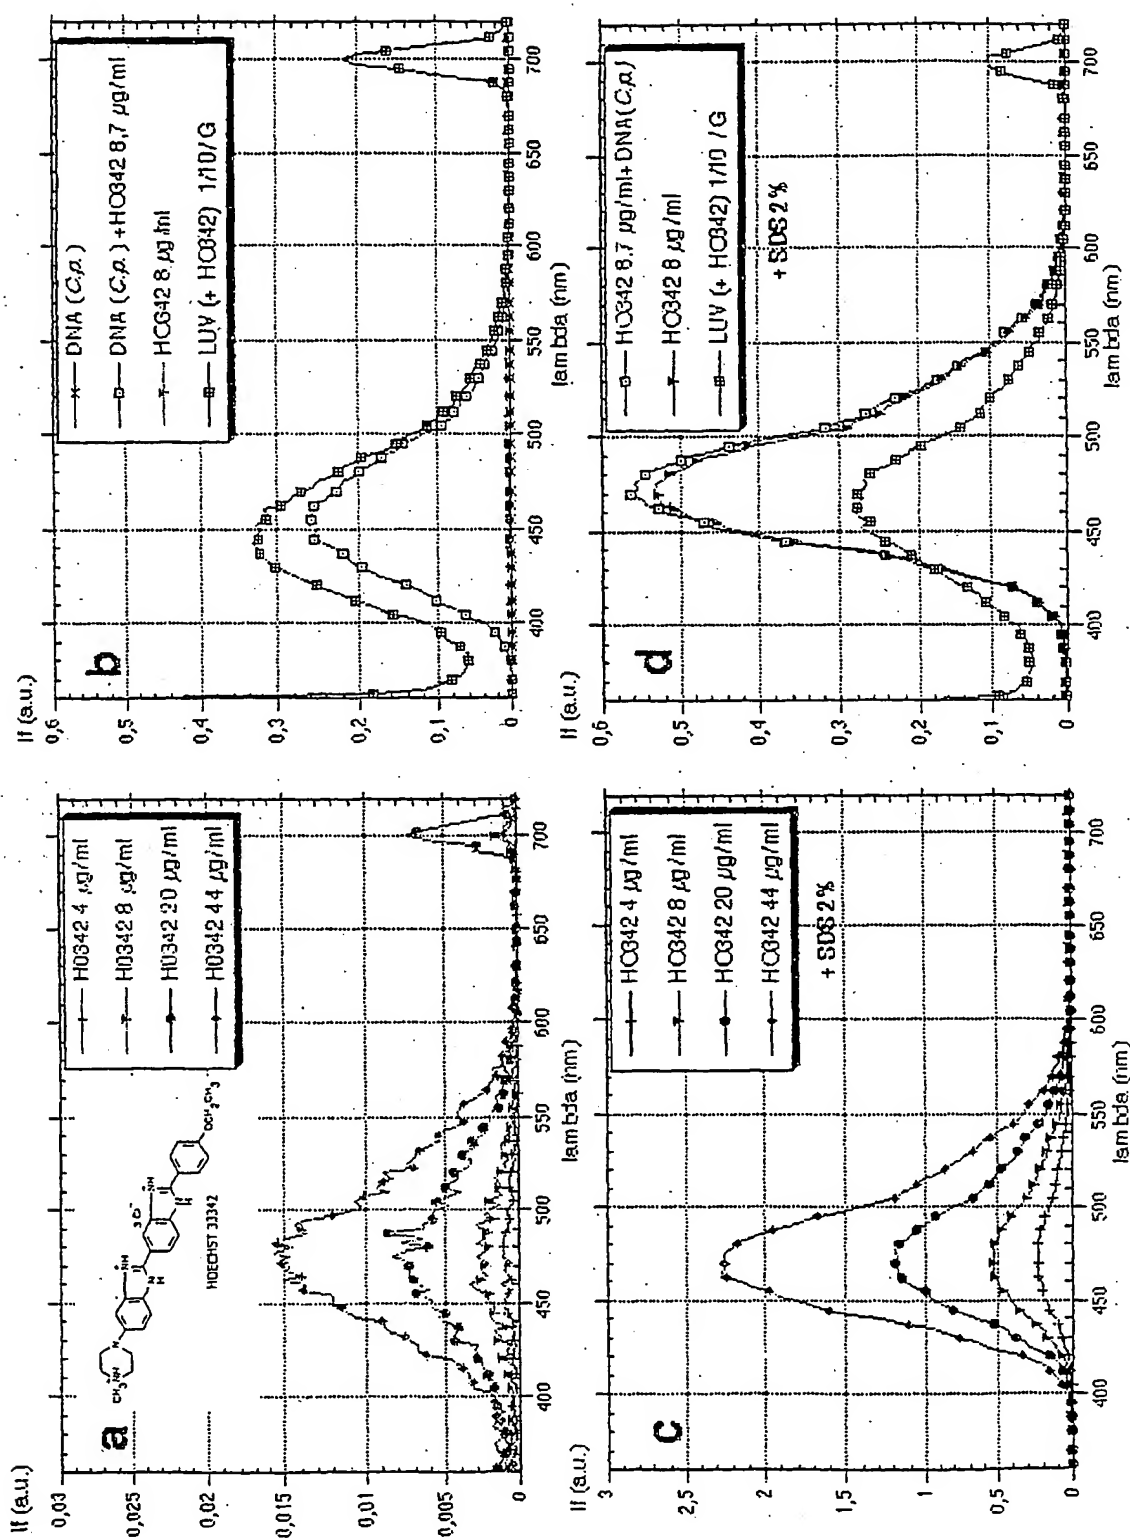 a
If (a.u.)
0,03
0,025
0,02
0,015
0,01
0,005
0
HO342 4 µg/ml
HO342 8 µg/ml
HO342 20 µg/ml
HO342 44 µg/ml
CH₃NH
N
N
H
NH
3 Cl⁻
N
H
NH
OCH₂CH₃
HOECHST 33342
400
450
500
550
600
650
700
lambda (nm)
b
If (a.u.)
0,6
0,5
0,4
0,3
0,2
0,1
0
DNA (C.p.)
DNA (C.p.) +HO342 8,7 µg/ml
HO342 8 µg/ml
LUV (+ HO342) 1/10 /G
400
450
500
550
600
650
700
lambda (nm)
c
If (a.u.)
3
2,5
2
1,5
1
0,5
0
HO342 4 µg/ml
HO342 8 µg/ml
HO342 20 µg/ml
HO342 44 µg/ml
+ SDS 2%
400
450
500
550
600
650
700
lambda (nm)
d
If (a.u.)
0,6
0,5
0,4
0,3
0,2
0,1
0
HO342 8,7 µg/ml+DNA (C.p.)
HO342 8 µg/ml
LUV (+ HO342) 1/10 /G
+ SDS 2%
400
450
500
550
600
650
700
lambda (nm)